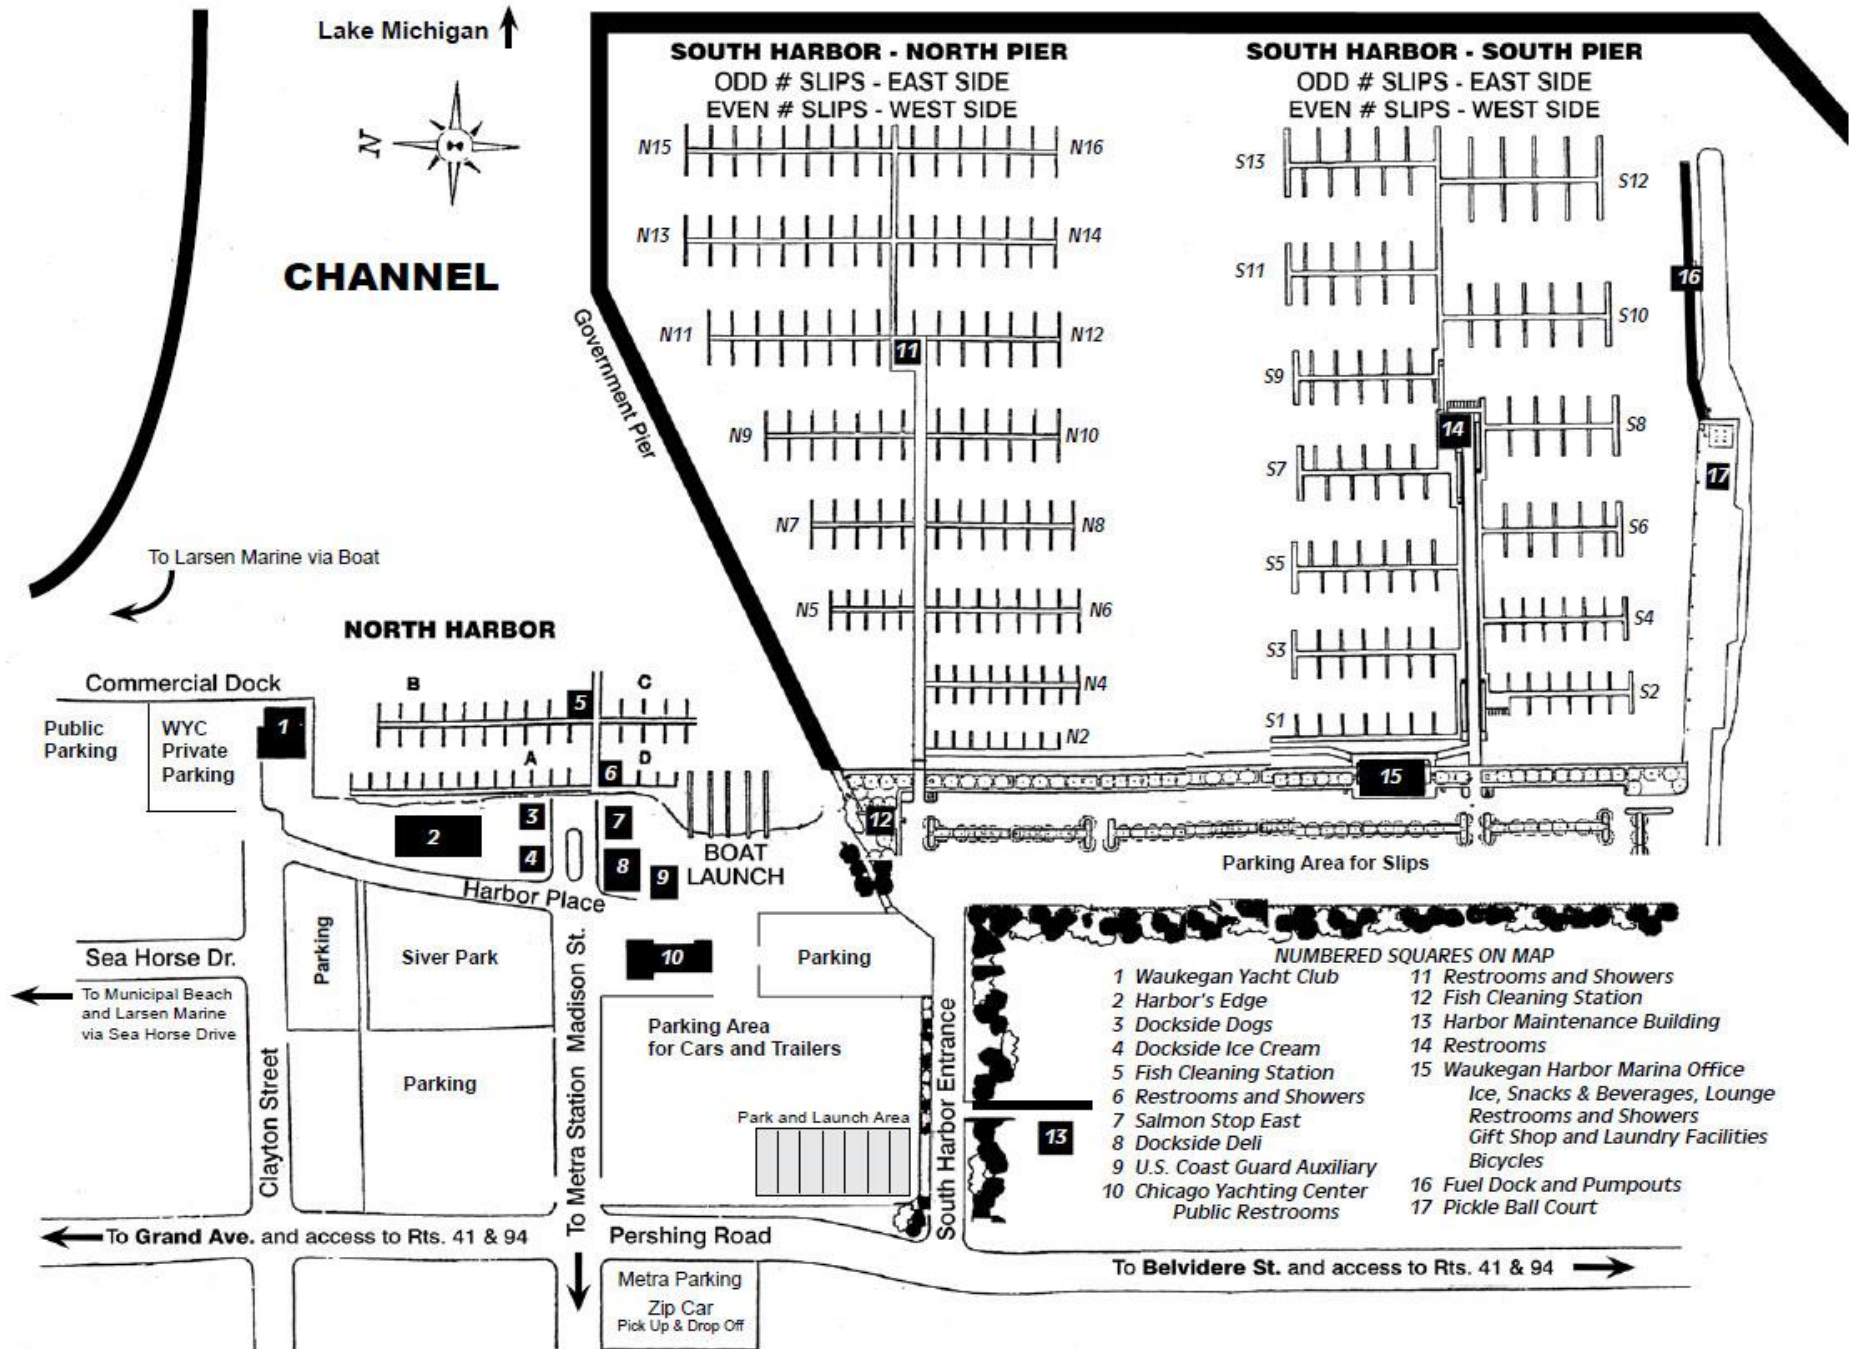 Lake Michigan
N
CHANNEL
SOUTH HARBOR - NORTH PIER
ODD # SLIPS - EAST SIDE
EVEN # SLIPS - WEST SIDE
SOUTH HARBOR - SOUTH PIER
ODD # SLIPS - EAST SIDE
EVEN # SLIPS - WEST SIDE
N15
N16
N13
N14
N11
N12
11
N9
N10
N7
N8
N5
N6
N4
N2
S13
S12
S11
S10
S9
S8
14
S7
S6
S5
S4
S3
S2
S1
16
17
15
12
Government Pier
To Larsen Marine via Boat
NORTH HARBOR
Commercial Dock
Public
Parking
WYC
Private
Parking
1
B
C
5
A
D
6
3
7
2
4
8
9
BOAT
LAUNCH
Harbor Place
Parking Area for Slips
Sea Horse Dr.
To Municipal Beach
and Larsen Marine
via Sea Horse Drive
Parking
Siver Park
10
Parking
Parking
Parking Area
for Cars and Trailers
Park and Launch Area
Clayton Street
To Metra Station Madison St.
South Harbor Entrance
13
NUMBERED SQUARES ON MAP
1 Waukegan Yacht Club
2 Harbor's Edge
3 Dockside Dogs
4 Dockside Ice Cream
5 Fish Cleaning Station
6 Restrooms and Showers
7 Salmon Stop East
8 Dockside Deli
9 U.S. Coast Guard Auxiliary
10 Chicago Yachting Center
Public Restrooms
11 Restrooms and Showers
12 Fish Cleaning Station
13 Harbor Maintenance Building
14 Restrooms
15 Waukegan Harbor Marina Office
Ice, Snacks & Beverages, Lounge
Restrooms and Showers
Gift Shop and Laundry Facilities
Bicycles
16 Fuel Dock and Pumpouts
17 Pickle Ball Court
To Grand Ave. and access to Rts. 41 & 94
Pershing Road
To Belvidere St. and access to Rts. 41 & 94
Metra Parking
Zip Car
Pick Up & Drop Off